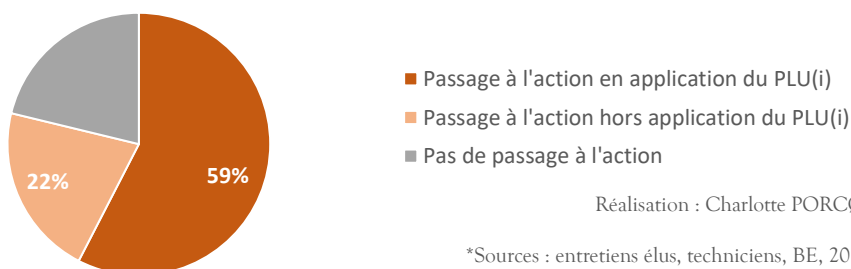 59%
22%
Passage à l'action en application du PLU(i)
Passage à l'action hors application du PLU(i)
Pas de passage à l'action
Réalisation : Charlotte
*Sources : entretiens élus, techniciens, BE,